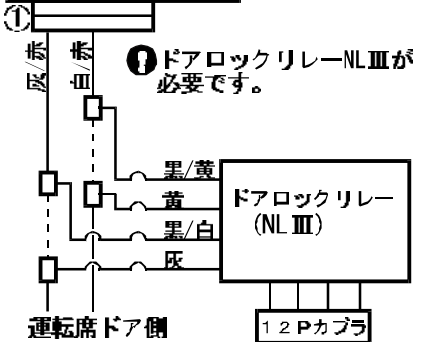 ①
灰/赤
白/赤
ドアロックリレーNLⅢが
必要です。
黒/黄
黄
黒/白
灰
ドアロックリレー
(NLⅢ)
運転席ドア側
12Pカプラ